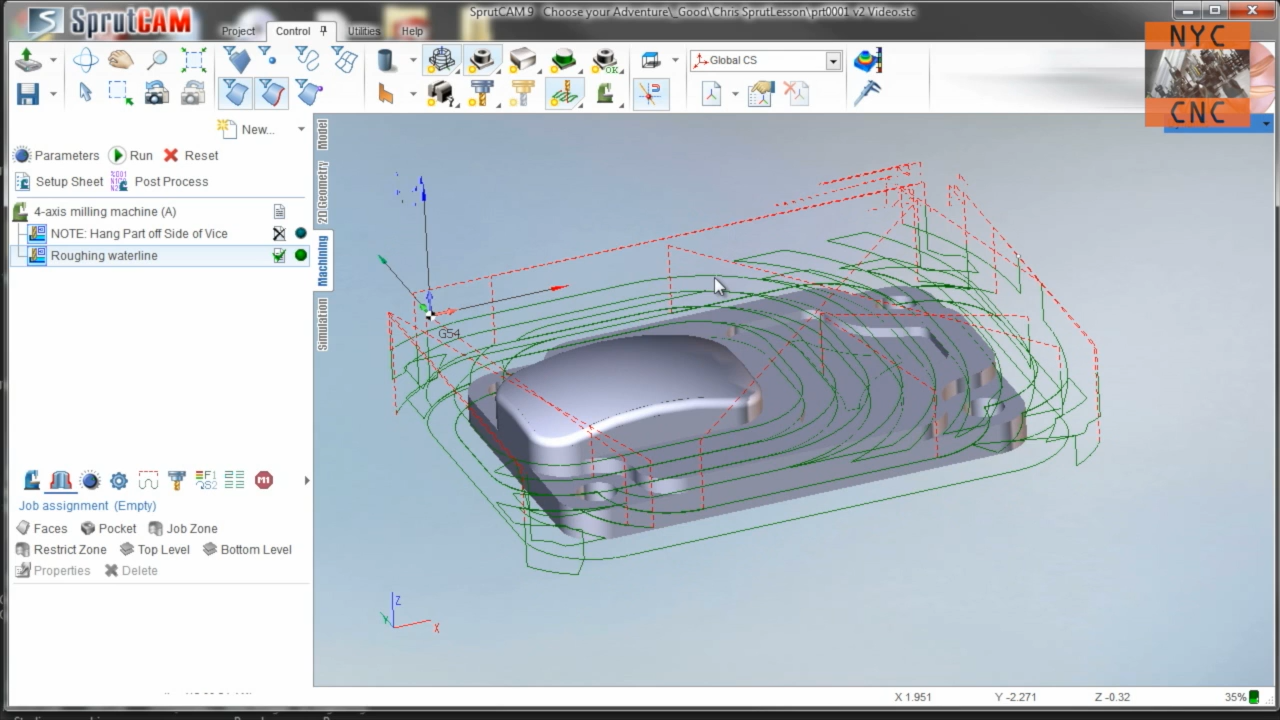 SprutCAM
SprutCAM 9 - Choose your Adventure\_Good\Chris SprutLesson\prt0001_v2-Video.stc
Project
Control
Utilities
Help
NYC
CNC
Global CS
New...
Parameters
Run
Reset
Setup Sheet
Post Process
4-axis milling machine (A)
NOTE: Hang Part off Side of Vice
Roughing waterline
Model
2D Geometry
Machining
Simulation
G54
Job assignment (Empty)
Faces
Pocket
Job Zone
Restrict Zone
Top Level
Bottom Level
Properties
Delete
Z
Y
X
X 1.951
Y -2.271
Z -0.32
35%